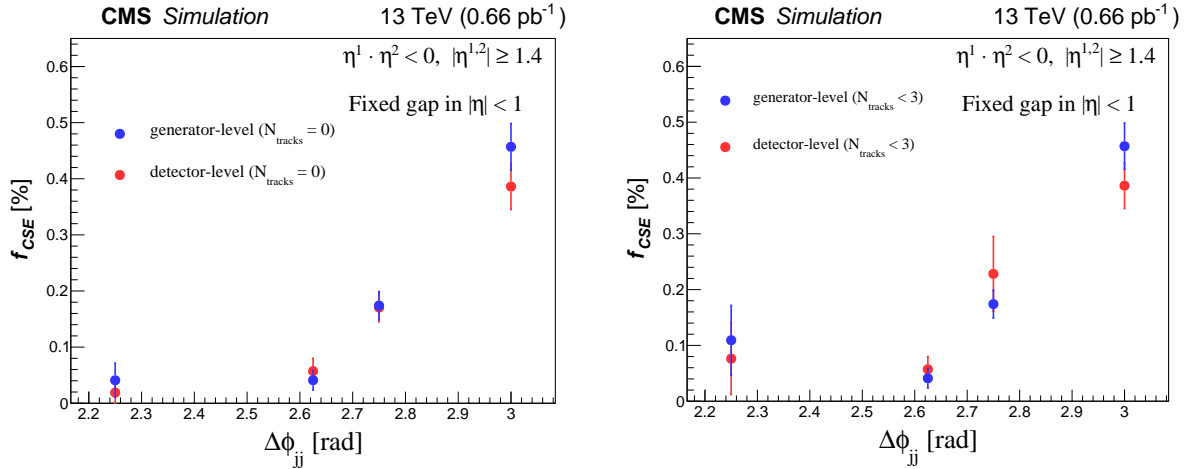 CMS Simulation 13 TeV (0.66 pb⁻¹)
η¹ · η² < 0, |η¹,²| ≥ 1.4
Fixed gap in |η| < 1
generator-level (N_tracks = 0)
detector-level (N_tracks = 0)
f_CSE [%]
0.6
0.5
0.4
0.3
0.2
0.1
0
2.2 2.3 2.4 2.5 2.6 2.7 2.8 2.9 3
Δϕ_jj [rad]
CMS Simulation 13 TeV (0.66 pb⁻¹)
η¹ · η² < 0, |η¹,²| ≥ 1.4
generator-level (N_tracks < 3)
Fixed gap in |η| < 1
detector-level (N_tracks < 3)
f_CSE [%]
0.6
0.5
0.4
0.3
0.2
0.1
0
2.2 2.3 2.4 2.5 2.6 2.7 2.8 2.9 3
Δϕ_jj [rad]